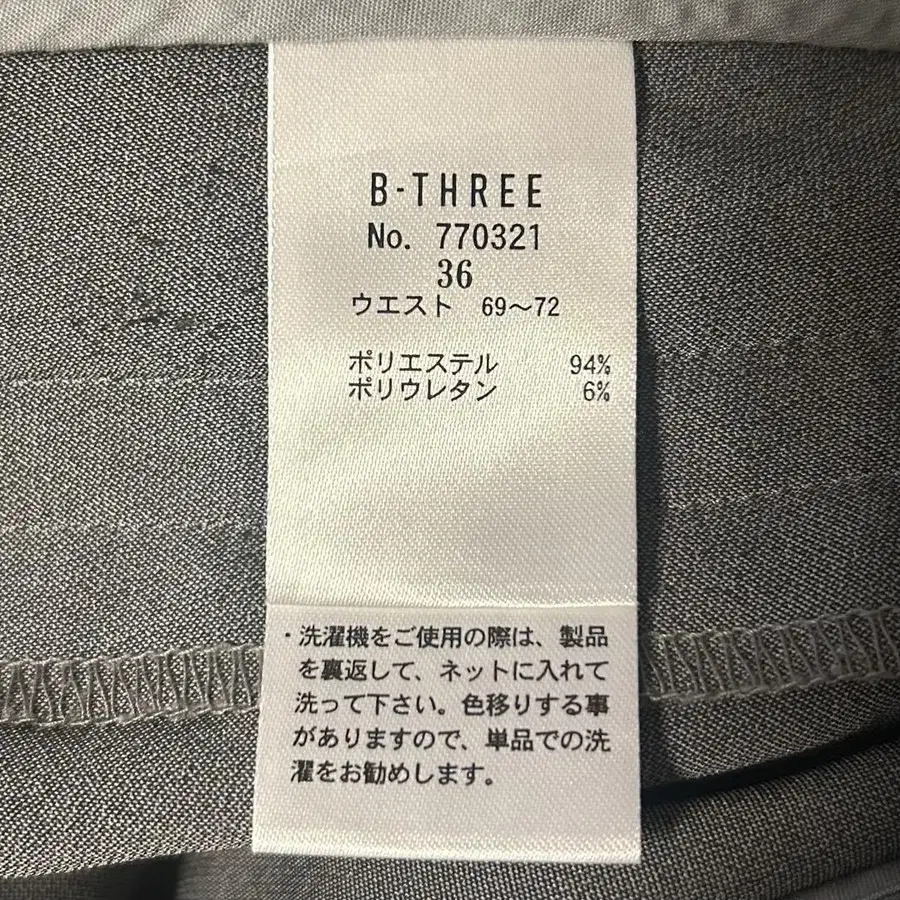 B-THREE
No. 770321
36
ウエスト 69～72
ポリエステル 94%
ポリウレタン 6%
・洗濯機をご使用の際は、製品
を裏返して、ネットに入れて
洗って下さい。色移りする事
がありますので、単品での洗
濯をお勧めします。